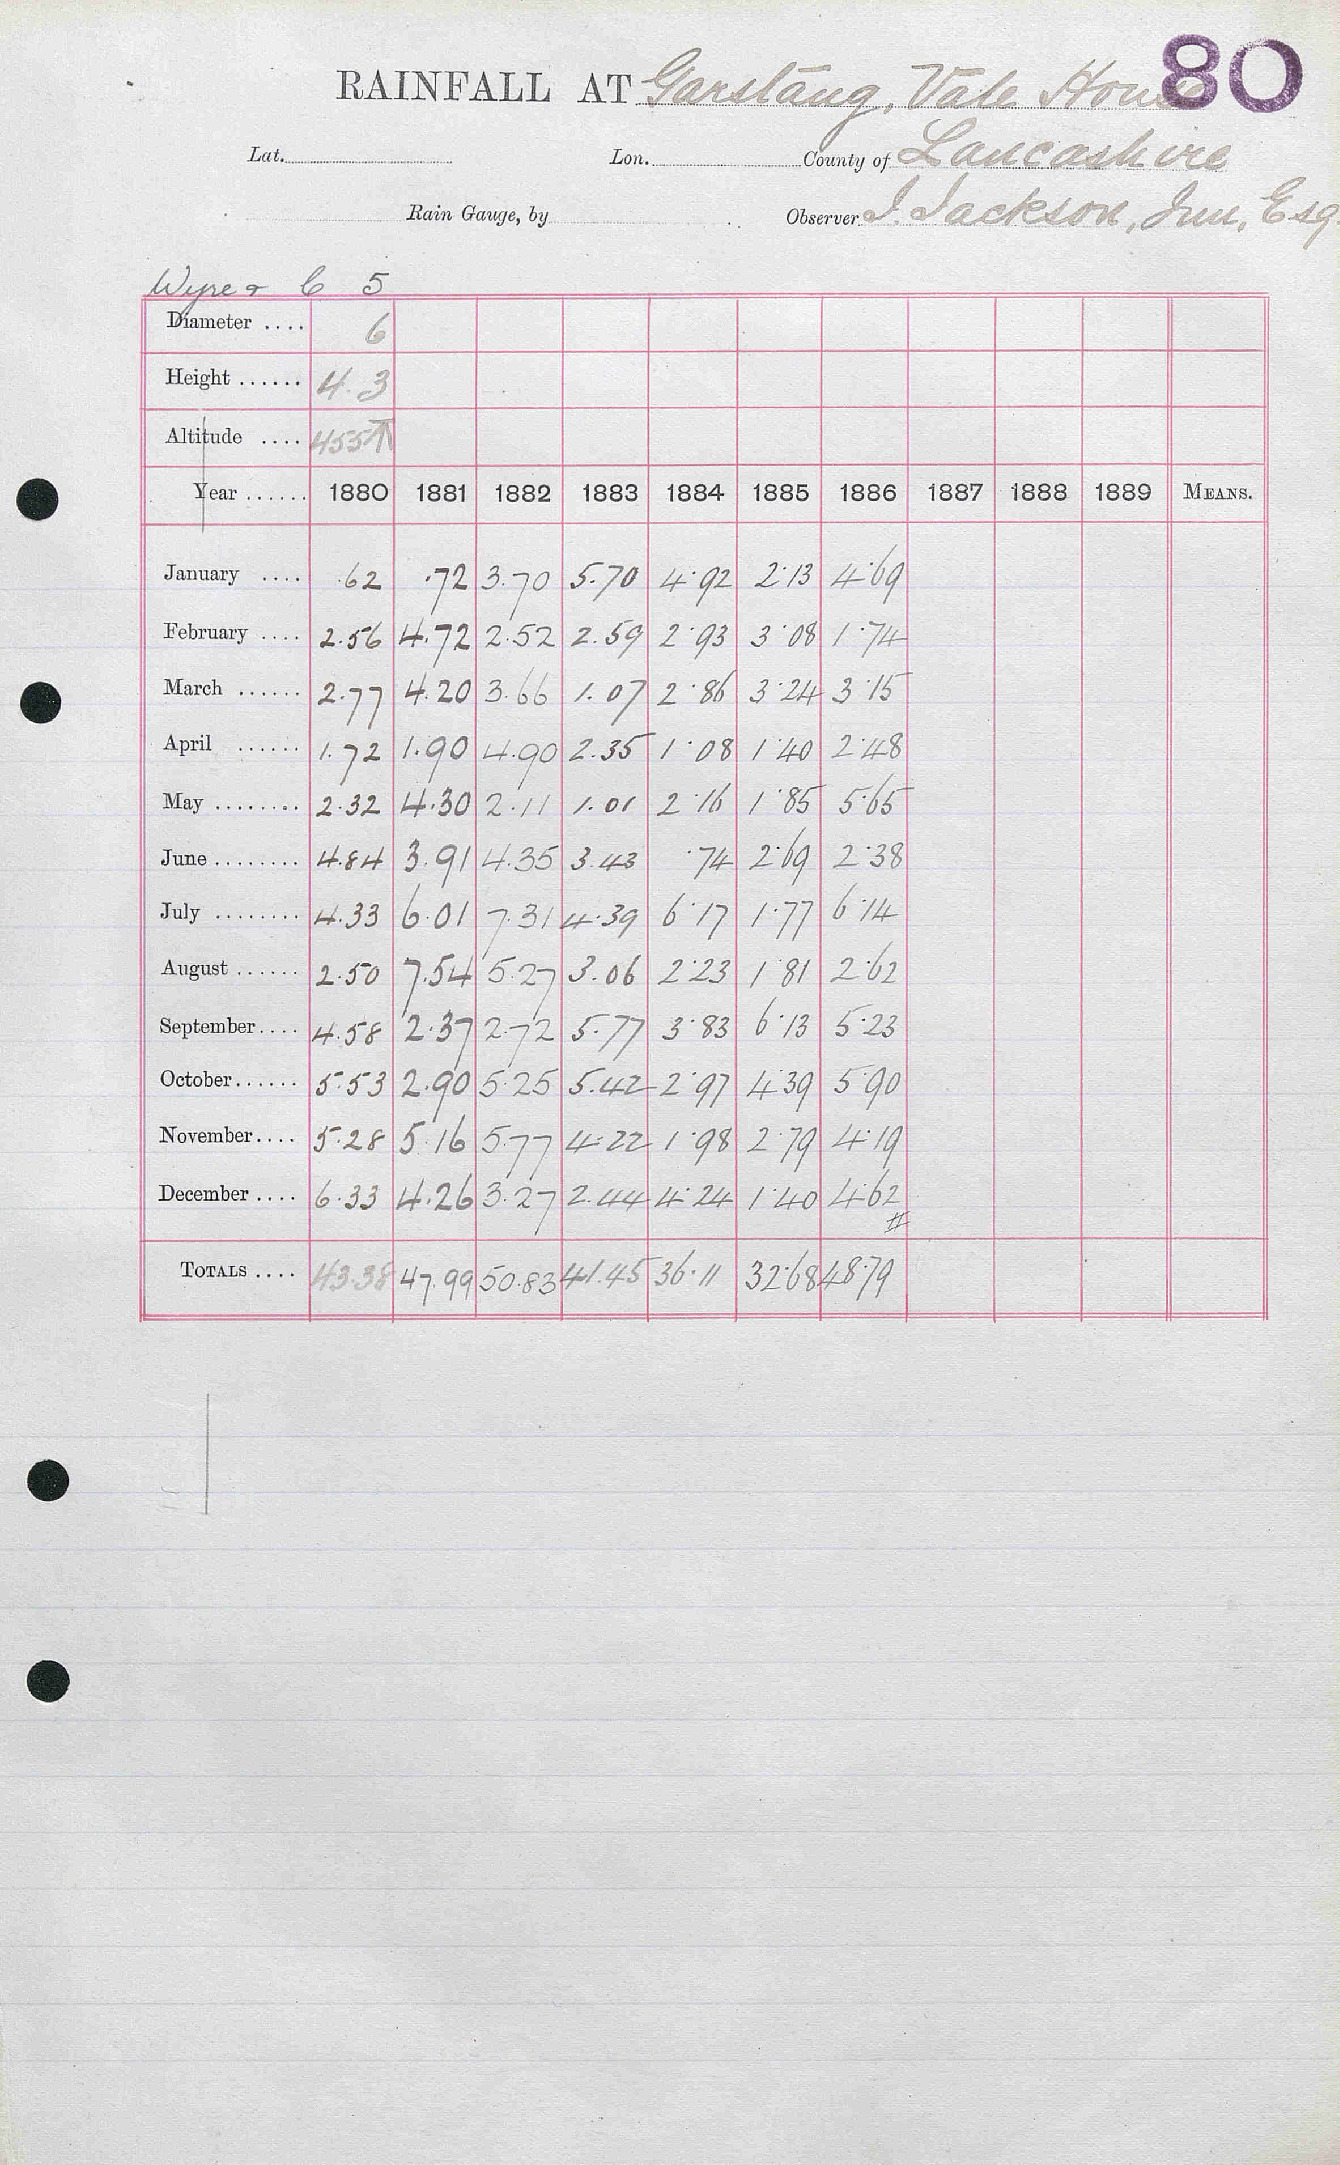 80
RAINFALL AT Garstang, Vale House
Lat. Lon. County of Lancashire
Rain Gauge, by Observer J. Jackson, Jun, Esq.
Wyre & C 5
Diameter .... 6
Height ...... 4.3
Altitude .... 455
Year ...... 1880 1881 1882 1883 1884 1885 1886 1887 1888 1889 MEANS.
January .... .62 .72 3.70 5.70 4.92 2.13 4.69
February .... 2.56 4.72 2.52 2.59 2.93 3.08 1.74
March ...... 2.77 4.20 3.66 1.07 2.86 3.24 3.15
April ...... 1.72 1.90 4.90 2.35 1.08 1.40 2.48
May ........ 2.32 4.30 2.11 1.01 2.16 1.85 5.65
June ........ 4.84 3.91 4.35 3.43 .74 2.69 2.38
July ........ 4.33 6.01 7.31 4.39 6.17 1.77 6.14
August ...... 2.50 7.54 5.27 3.06 2.23 1.81 2.62
September .... 4.58 2.37 2.72 5.77 3.83 6.13 5.23
October ...... 5.53 2.90 5.25 5.42 2.97 4.39 5.90
November .... 5.28 5.16 5.77 4.22 1.98 2.79 4.19
December .... 6.33 4.26 3.27 2.44 4.24 1.40 4.62
TOTALS .... 43.38 47.99 50.83 41.45 36.11 32.68 48.79